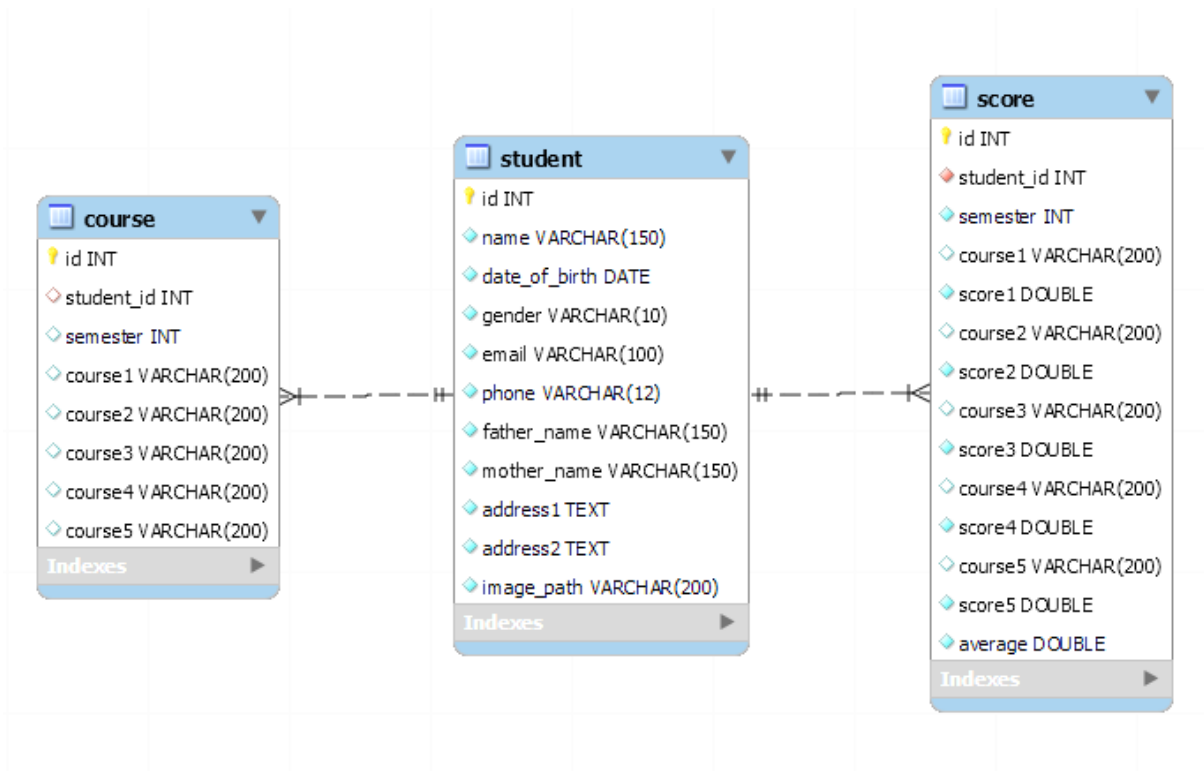 course
id INT
student_id INT
semester INT
course1 VARCHAR(200)
course2 VARCHAR(200)
course3 VARCHAR(200)
course4 VARCHAR(200)
course5 VARCHAR(200)
Indexes
student
id INT
name VARCHAR(150)
date_of_birth DATE
gender VARCHAR(10)
email VARCHAR(100)
phone VARCHAR(12)
father_name VARCHAR(150)
mother_name VARCHAR(150)
address1 TEXT
address2 TEXT
image_path VARCHAR(200)
Indexes
score
id INT
student_id INT
semester INT
course1 VARCHAR(200)
score1 DOUBLE
course2 VARCHAR(200)
score2 DOUBLE
course3 VARCHAR(200)
score3 DOUBLE
course4 VARCHAR(200)
score4 DOUBLE
course5 VARCHAR(200)
score5 DOUBLE
average DOUBLE
Indexes